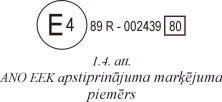 E4 89 R - 002439 80
1.4. att.
ANO EEK apstiprinājuma marķējuma
piemērs